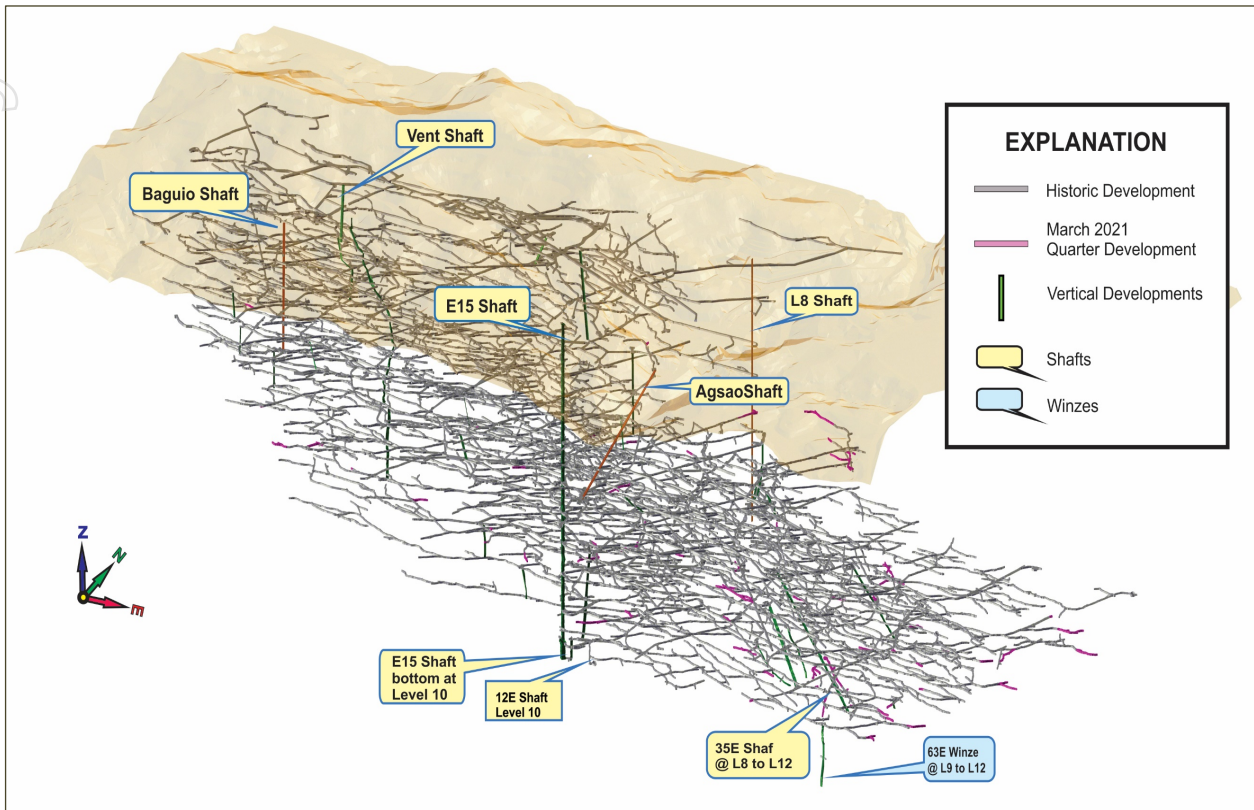 Vent Shaft
Baguio Shaft
E15 Shaft
L8 Shaft
AgsaoShaft
EXPLANATION
Historic Development
March 2021
Quarter Development
Vertical Developments
Shafts
Winzes
Z
N
E
E15 Shaft
bottom at
Level 10
12E Shaft
Level 10
35E Shaf
@ L8 to L12
63E Winze
@ L9 to L12